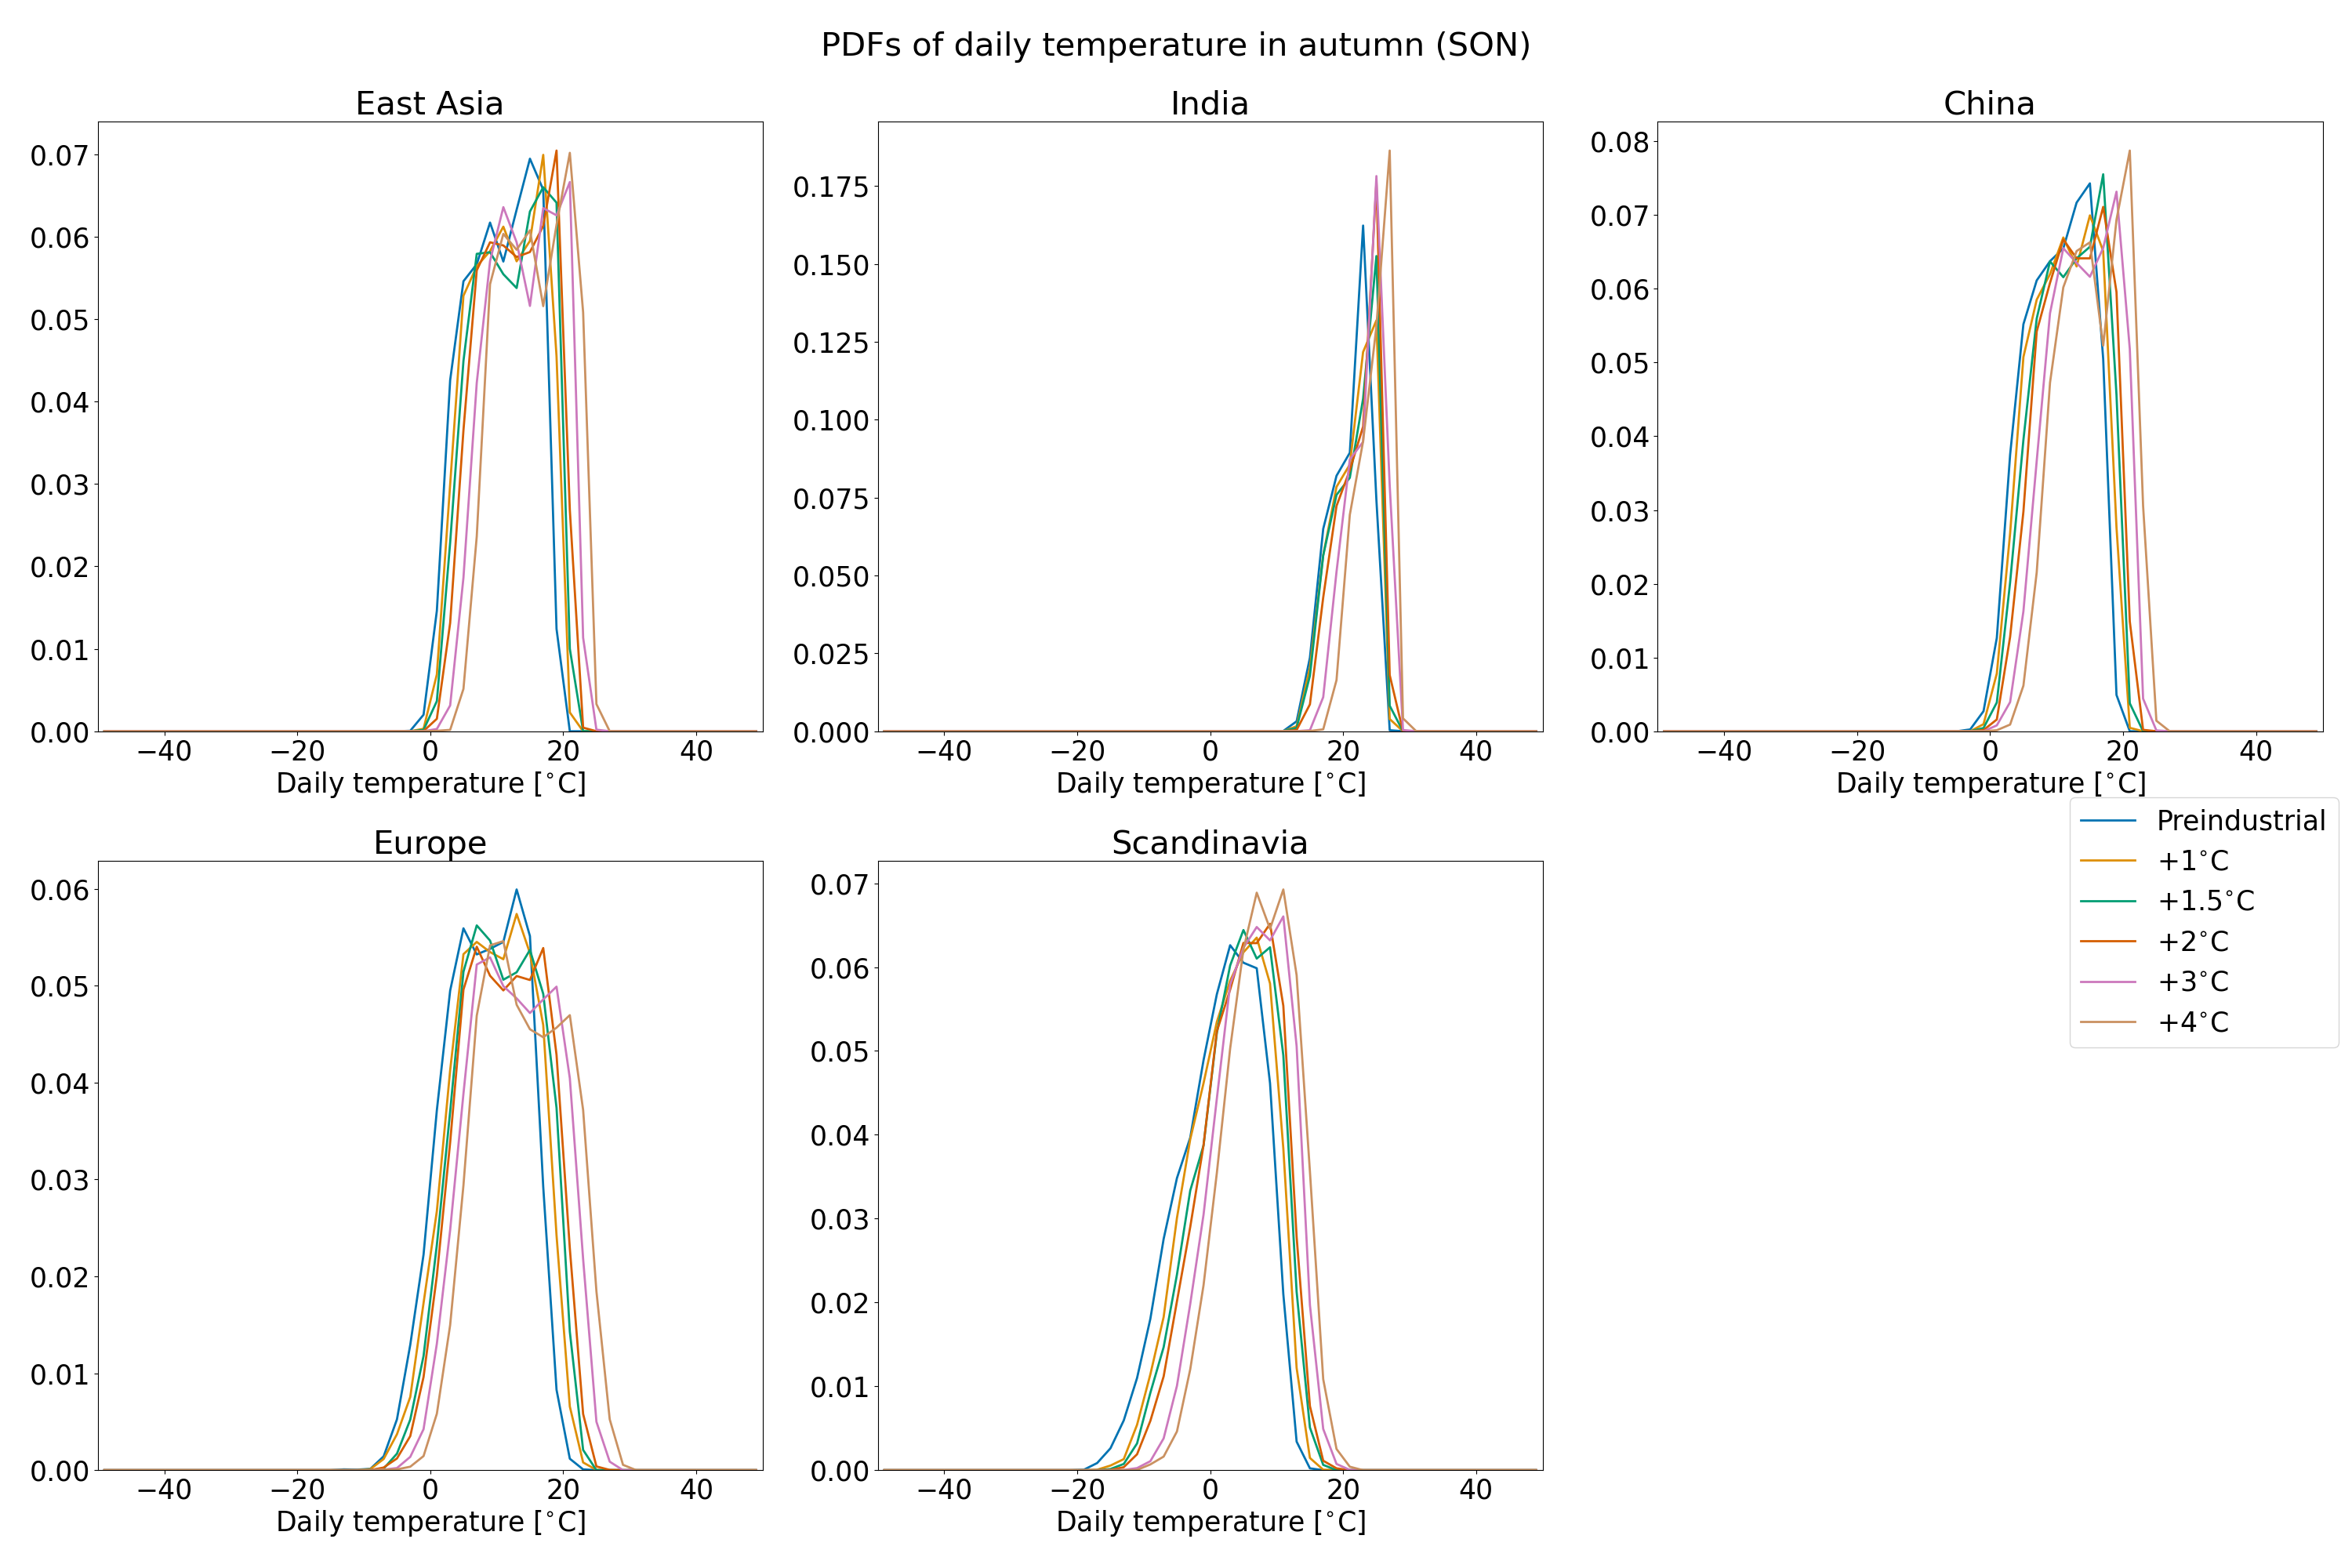 PDFs of daily temperature in autumn (SON)
East Asia
0.07
0.06
0.05
0.04
0.03
0.02
0.01
0.00
−40 −20 0 20 40
Daily temperature [°C]
India
0.175
0.150
0.125
0.100
0.075
0.050
0.025
0.000
−40 −20 0 20 40
Daily temperature [°C]
China
0.08
0.07
0.06
0.05
0.04
0.03
0.02
0.01
0.00
−40 −20 0 20 40
Daily temperature [°C]
Europe
0.06
0.05
0.04
0.03
0.02
0.01
0.00
−40 −20 0 20 40
Daily temperature [°C]
Scandinavia
0.07
0.06
0.05
0.04
0.03
0.02
0.01
0.00
−40 −20 0 20 40
Daily temperature [°C]
Preindustrial
+1°C
+1.5°C
+2°C
+3°C
+4°C